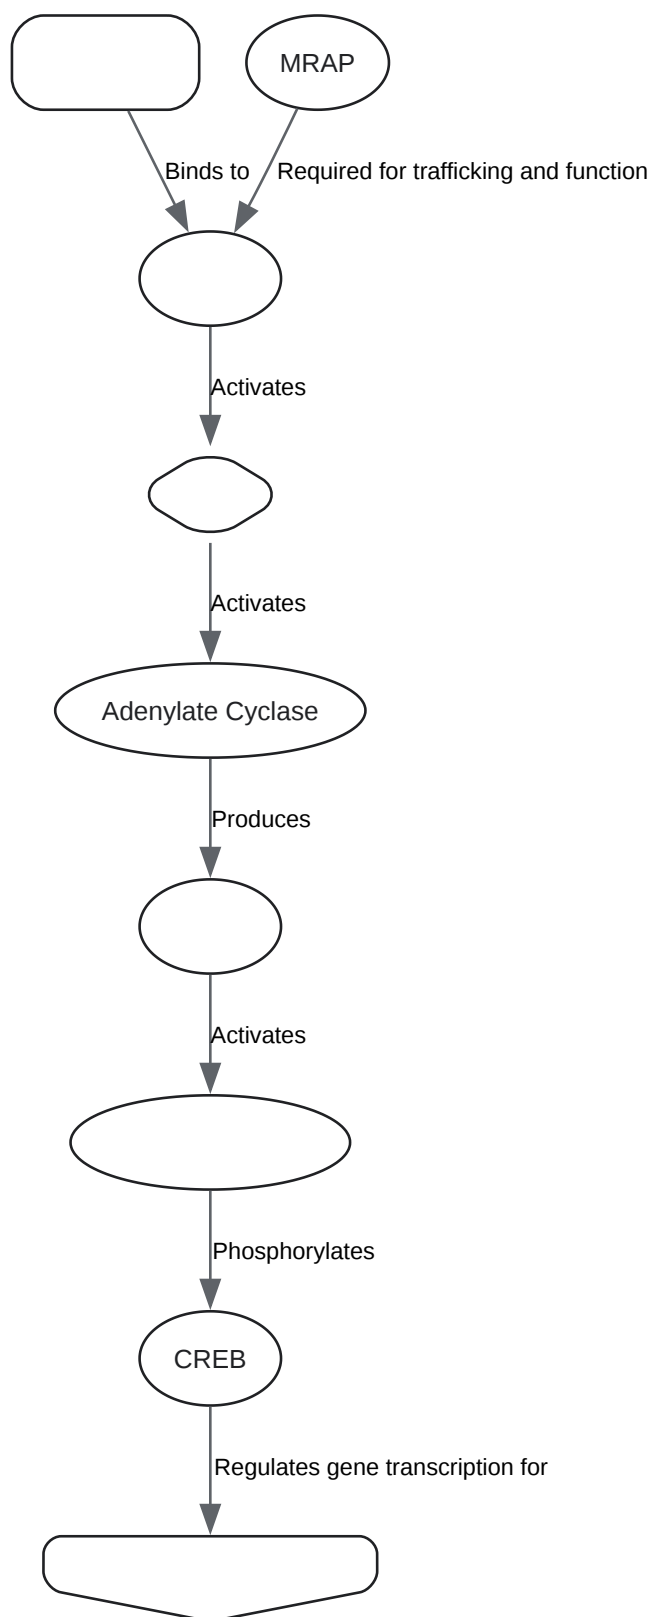 MRAP
Binds to
Required for trafficking and function
Activates
Activates
Adenylate Cyclase
Produces
Activates
Phosphorylates
CREB
Regulates gene transcription for